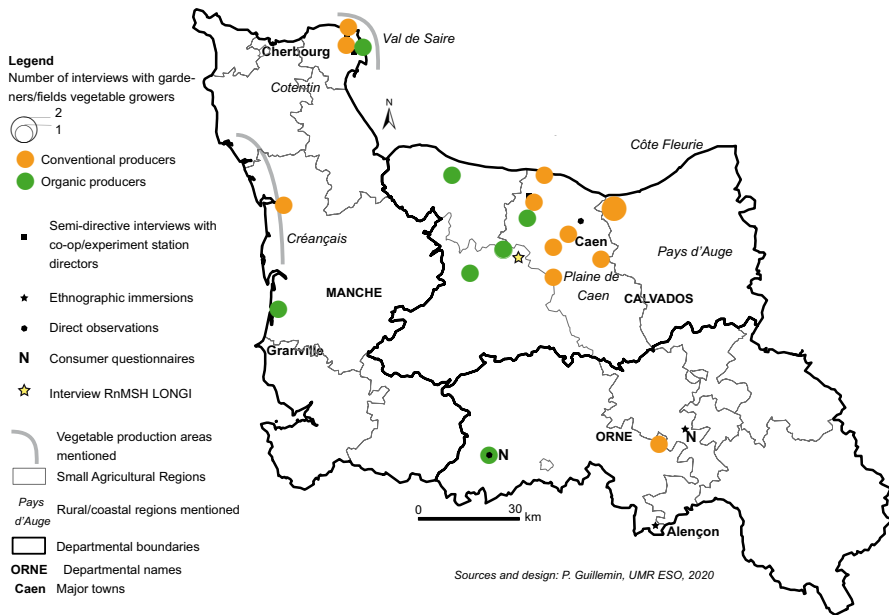 Legend
Number of interviews with garde-
ners/fields vegetable growers
2
1
Conventional producers
Organic producers
Semi-directive interviews with
co-op/experiment station
directors
Ethnographic immersions
Direct observations
N Consumer questionnaires
Interview RnMSH LONGI
Vegetable production areas
mentioned
Small Agricultural Regions
Pays
d'Auge
Rural/coastal regions mentioned
Departmental boundaries
ORNE Departmental names
Caen Major towns
Val de Saire
Cherbourg
Cotentin
N
Côte Fleurie
Créançais
Caen
Pays d'Auge
Plaine de
Caen
MANCHE
CALVADOS
Granville
ORNE
N
N
Alençon
0 30
km
Sources and design: P. Guillemin, UMR ESO, 2020